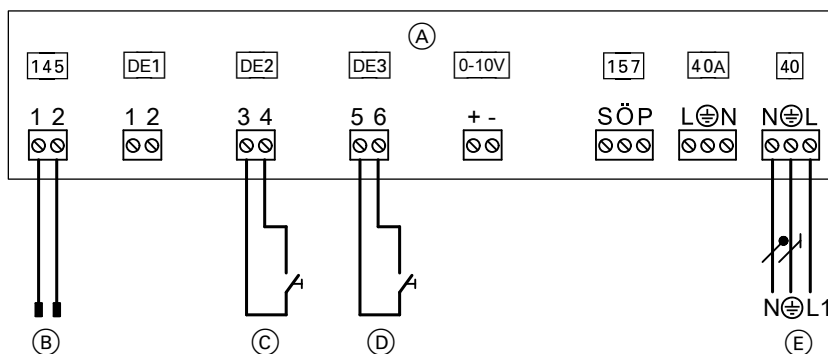 A
145 DE1 DE2 DE3 0-10V 157 40A 40
1 2 1 2 3 4 5 6 + - S Ö P L N N L
N L1
B C D E